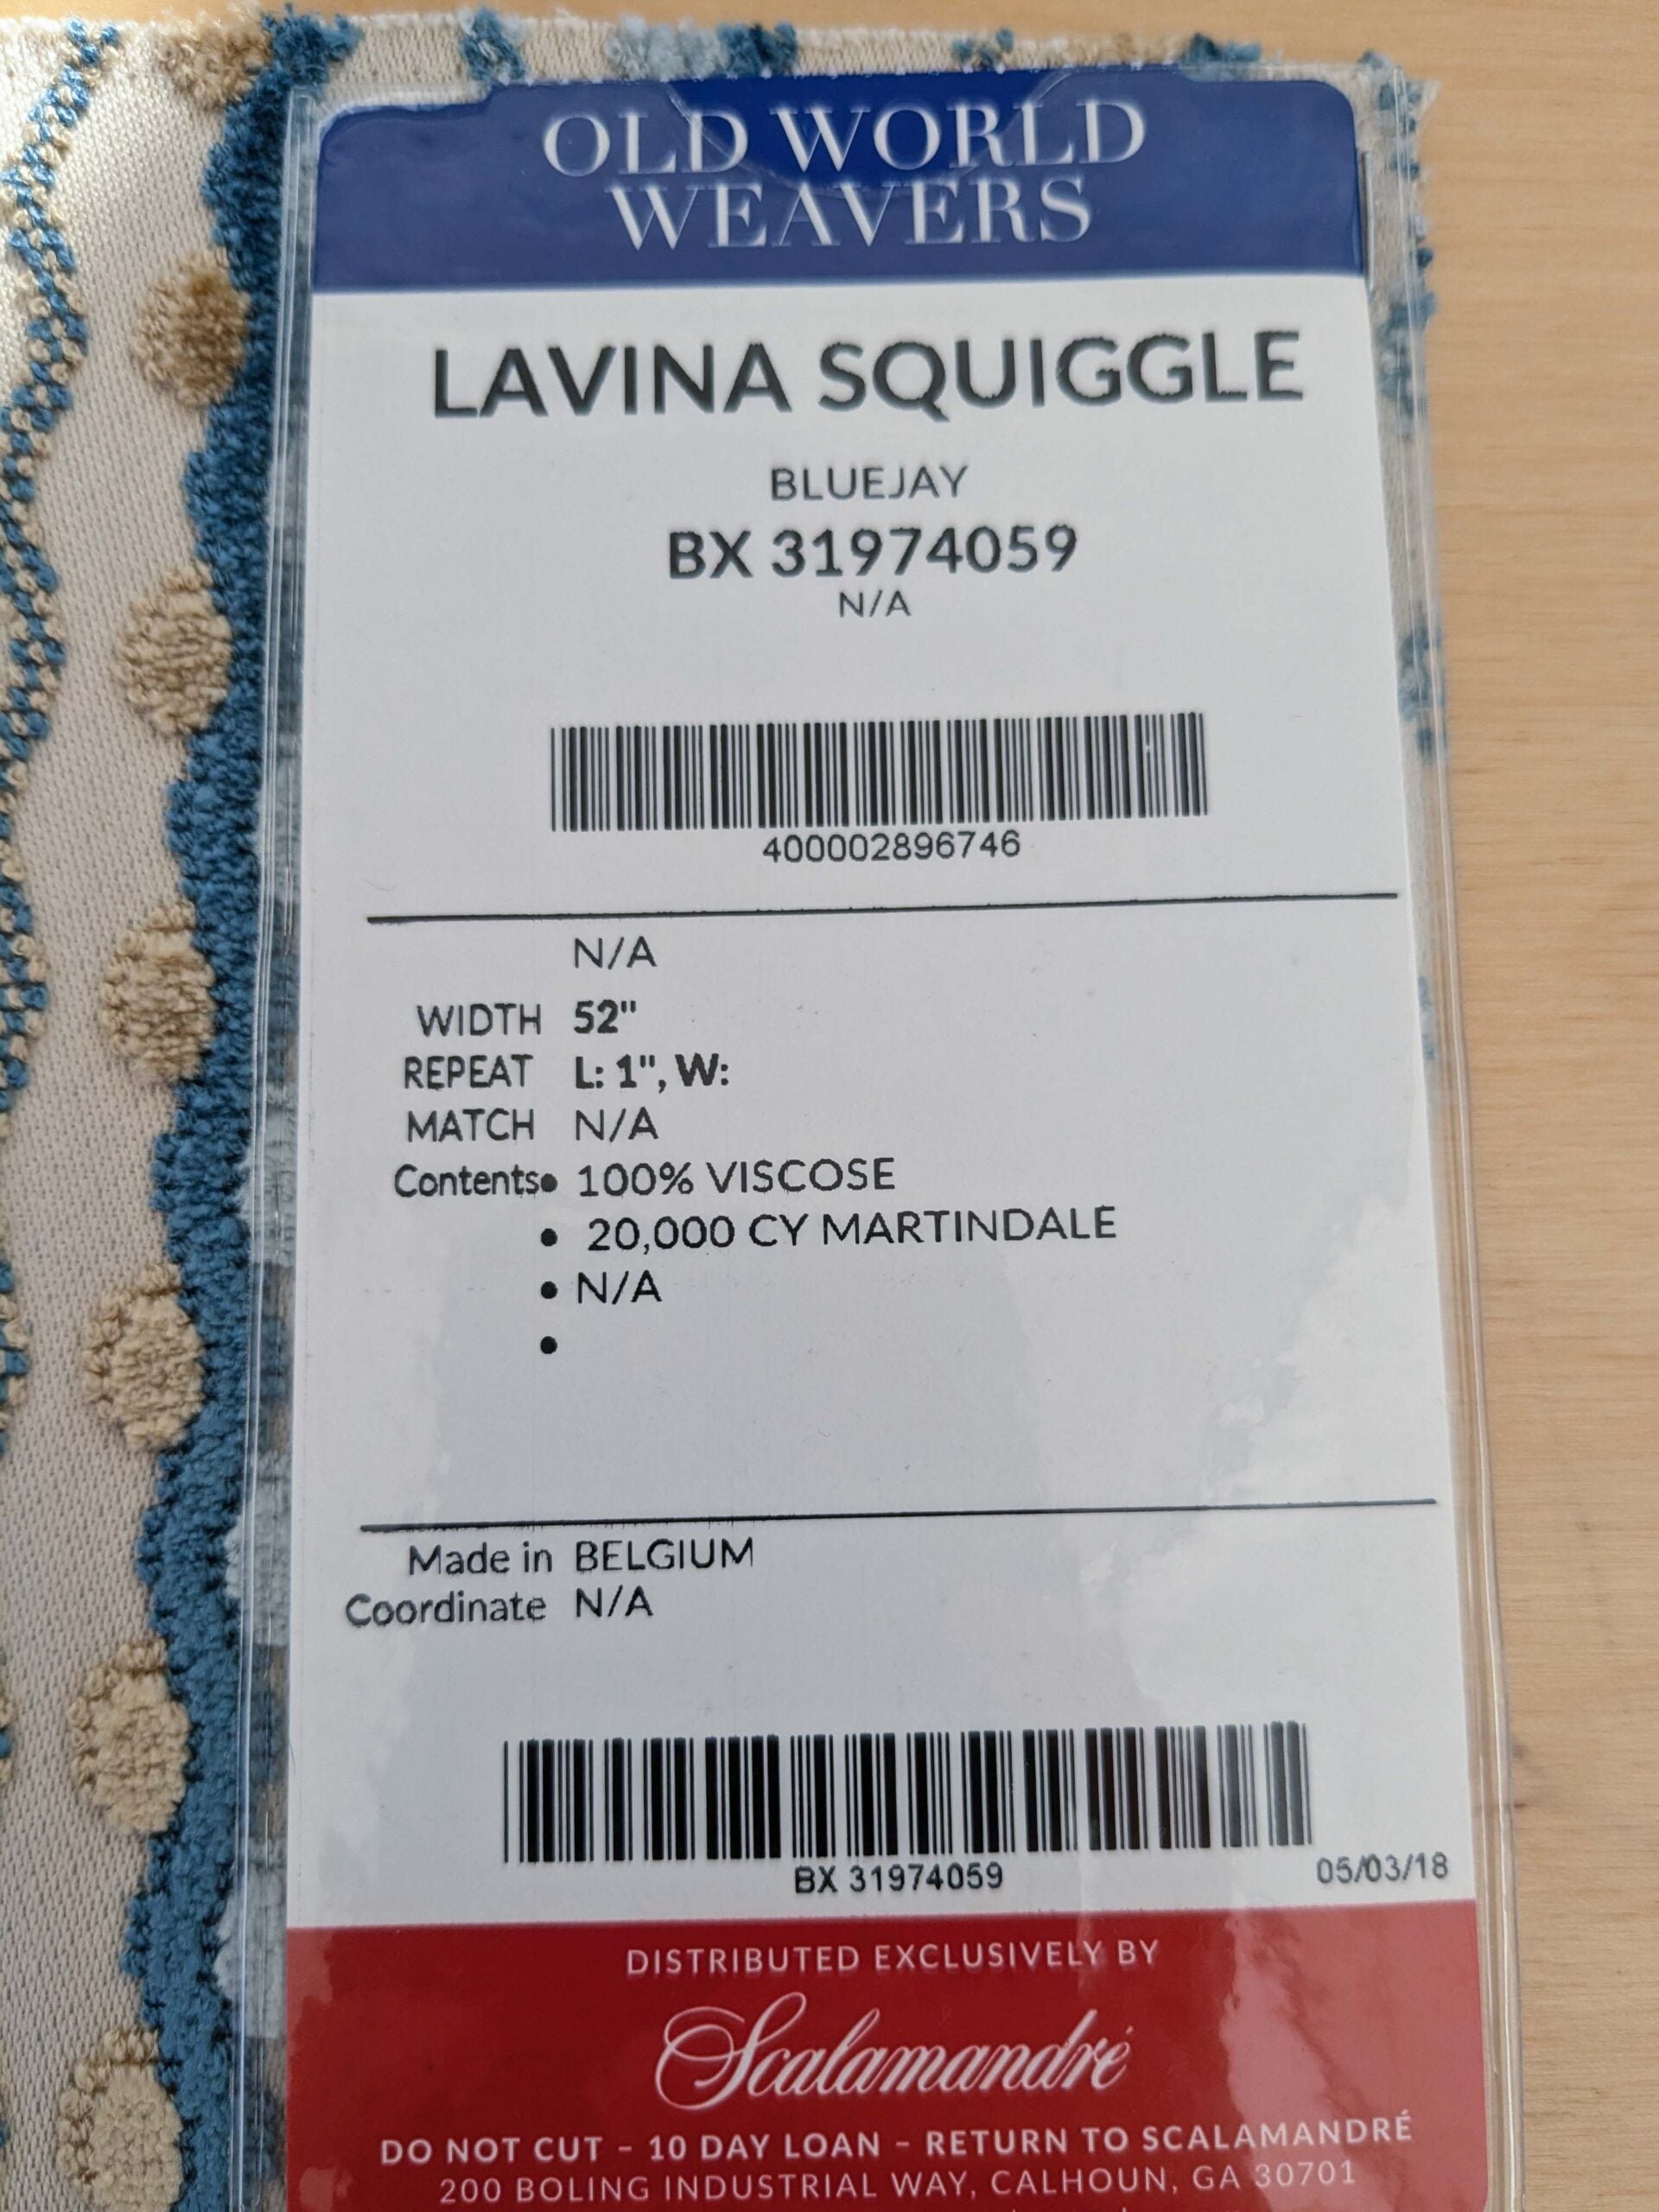 OLD WORLD
WEAVERS
LAVINA SQUIGGLE
BLUEJAY
BX 31974059
N/A
400002896746
N/A
WIDTH 52"
REPEAT L: 1", W:
MATCH N/A
Contents• 100% VISCOSE
• 20,000 CY MARTINDALE
• N/A
•
Made in BELGIUM
Coordinate N/A
BX 31974059
05/03/18
DISTRIBUTED EXCLUSIVELY BY
Scalamandré
DO NOT CUT – 10 DAY LOAN – RETURN TO SCALAMANDRÉ
200 BOLING INDUSTRIAL WAY, CALHOUN, GA 30701